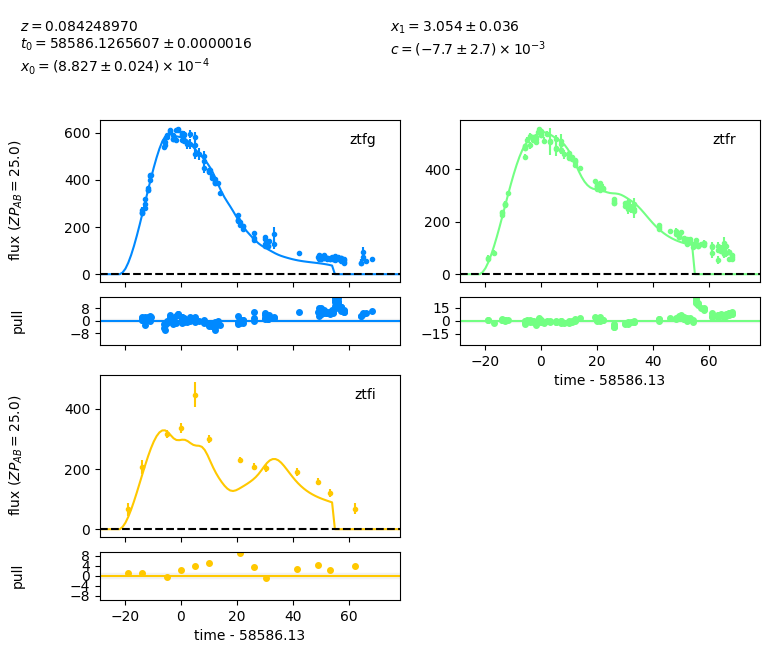 z = 0.084248970
t₀ = 58586.1265607 ± 0.0000016
x₀ = (8.827 ± 0.024) × 10⁻⁴
x₁ = 3.054 ± 0.036
c = (−7.7 ± 2.7) × 10⁻³
flux (ZP_AB = 25.0)
600
400
200
0
ztfg
400
200
0
ztfr
pull
8
0
−8
15
0
−15
−20 0 20 40 60
time - 58586.13
flux (ZP_AB = 25.0)
400
200
0
ztfi
pull
8
4
0
−4
−8
−20 0 20 40 60
time - 58586.13